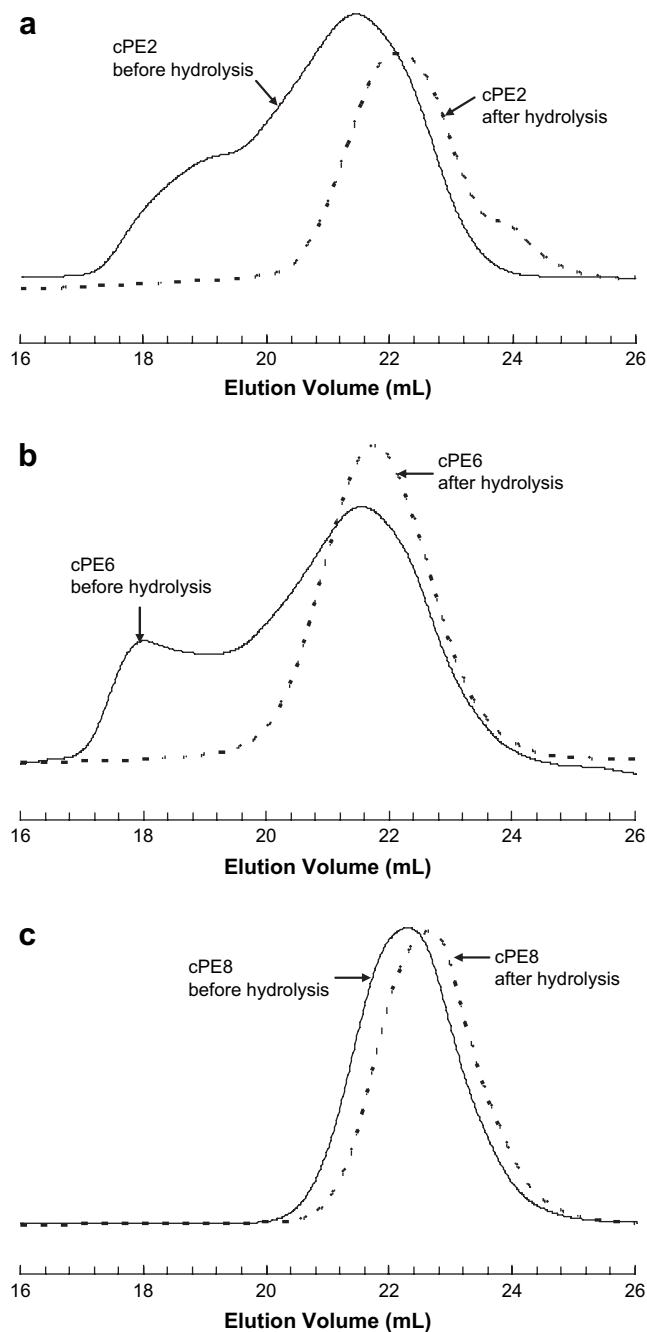 a
cPE2
before hydrolysis
cPE2
after hydrolysis
16 18 20 22 24 26
Elution Volume (mL)
b
cPE6
after hydrolysis
cPE6
before hydrolysis
16 18 20 22 24 26
Elution Volume (mL)
c
cPE8
before hydrolysis
cPE8
after hydrolysis
16 18 20 22 24 26
Elution Volume (mL)